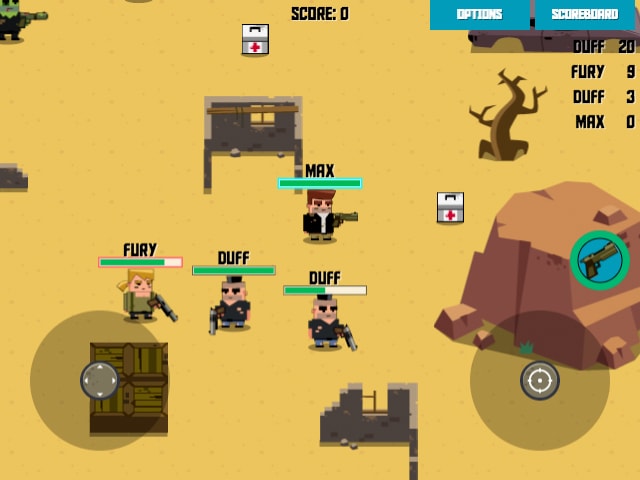 SCORE: 0
OPTIONS
SCOREBOARD
DUFF 20
FURY 9
DUFF 3
MAX 0
MAX
FURY
DUFF
DUFF